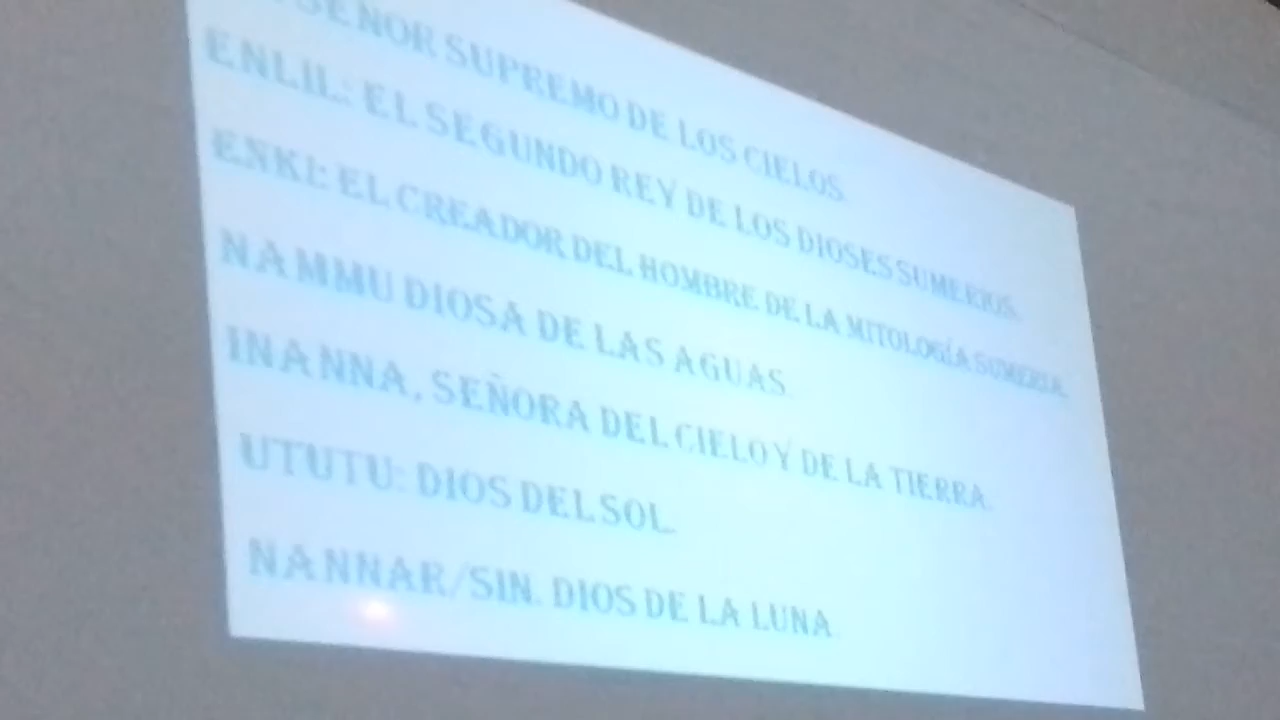 SEÑOR SUPREMO DE LOS CIELOS.
ENLIL: EL SEGUNDO REY DE LOS DIOSES SUMERIOS.
ENKI: EL CREADOR DEL HOMBRE DE LA MITOLOGÍA SUMERIA.
NAMMU DIOSA DE LAS AGUAS.
INANNA, SEÑORA DEL CIELO Y DE LA TIERRA.
UTUTU: DIOS DEL SOL.
NANNAR/SIN. DIOS DE LA LUNA